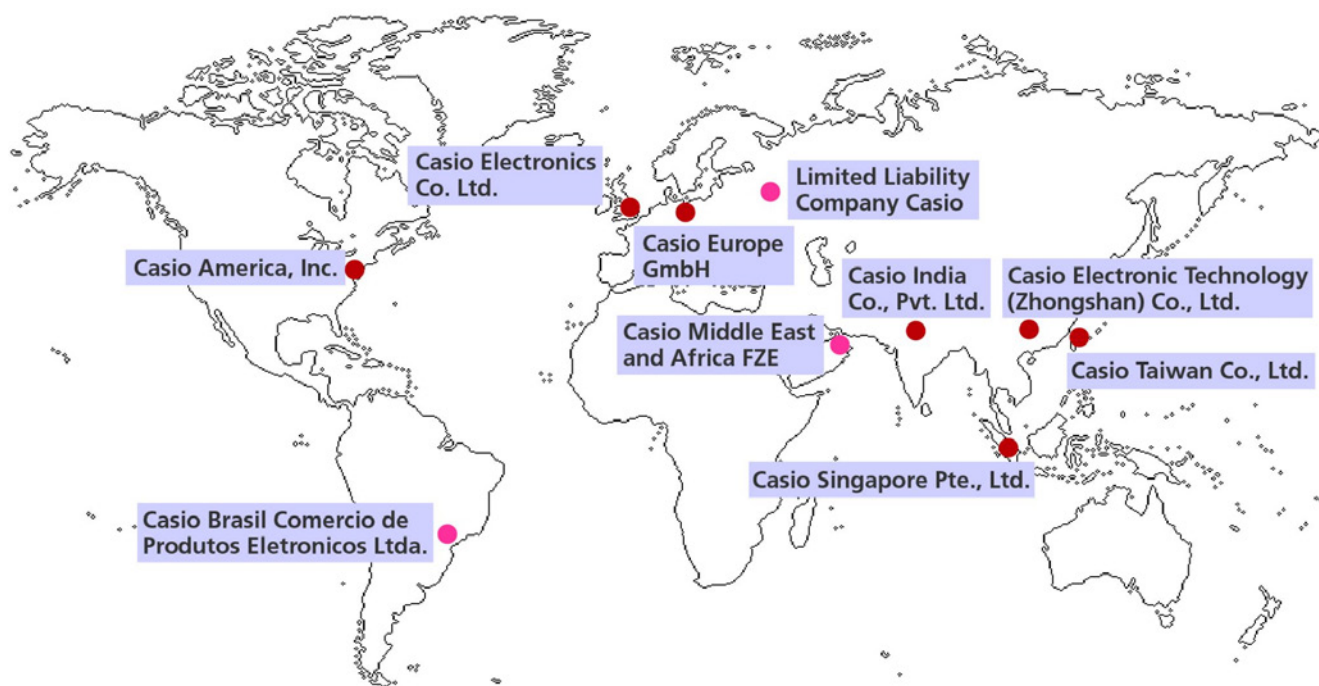 Casio Electronics
Co. Ltd.
Limited Liability
Company Casio
Casio Europe
GmbH
Casio America, Inc.
Casio India
Co., Pvt. Ltd.
Casio Electronic Technology
(Zhongshan) Co., Ltd.
Casio Middle East
and Africa FZE
Casio Taiwan Co., Ltd.
Casio Singapore Pte., Ltd.
Casio Brasil Comercio de
Produtos Eletronicos Ltda.